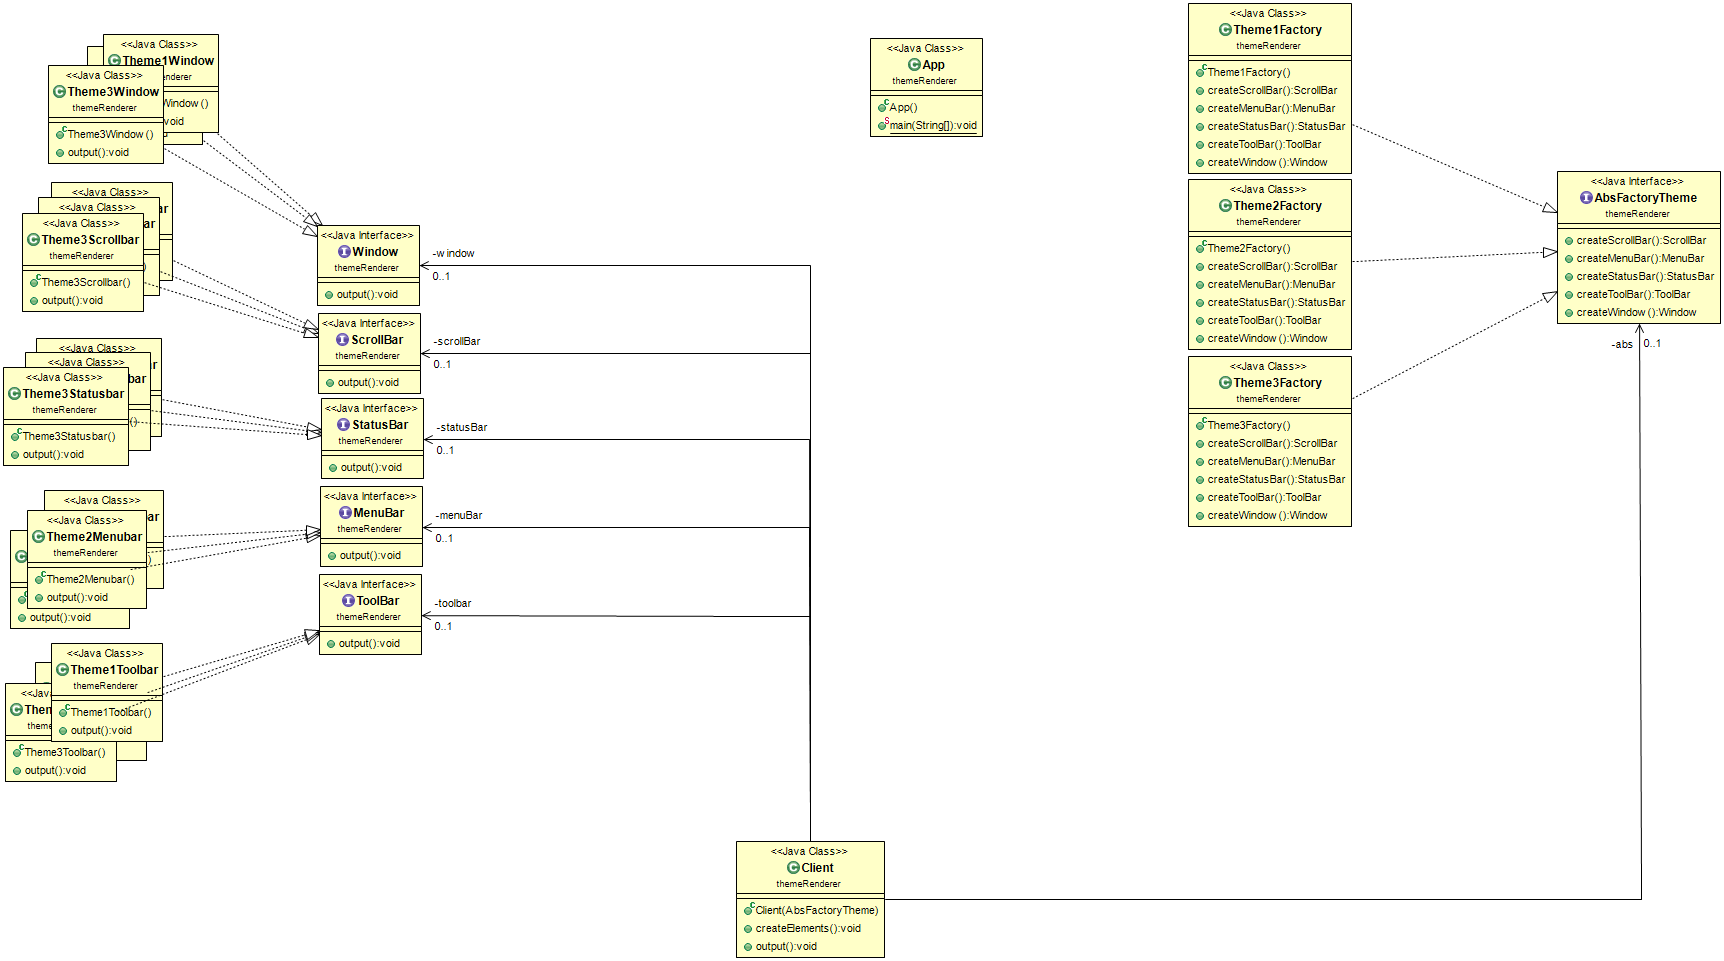 <<Java Class>>
Theme1Window
Window ()
void
<<Java Class>>
Theme3Window
themeRenderer
Theme3Window ()
output():void
<<Java Class>>
<<Java Class>>
<<Java Class>>
Theme3Scrollbar
themeRenderer
Theme3Scrollbar()
output():void
<<Java Class>>
<<Java Class>>
<<Java Class>>
Theme3Statusbar
themeRenderer
Theme3Statusbar()
output():void
<<Java Class>>
<<Java Class>>
Theme2Menubar
themeRenderer
Theme2Menubar()
output():void
output():void
<<Java Class>>
Theme1Toolbar
themeRenderer
Theme1Toolbar()
output():void
Theme3Toolbar()
output():void
<<Java Interface>>
Window
themeRenderer
output():void
-window
0..1
<<Java Interface>>
ScrollBar
themeRenderer
output():void
-scrollBar
0..1
<<Java Interface>>
StatusBar
themeRenderer
output():void
-statusBar
0..1
<<Java Interface>>
MenuBar
themeRenderer
output():void
-menuBar
0..1
<<Java Interface>>
ToolBar
themeRenderer
output():void
-toolbar
0..1
<<Java Class>>
App
themeRenderer
App()
main(String[]):void
<<Java Class>>
Client
themeRenderer
Client(AbsFactoryTheme)
createElements():void
output():void
<<Java Class>>
Theme1Factory
themeRenderer
Theme1Factory()
createScrollBar():ScrollBar
createMenuBar():MenuBar
createStatusBar():StatusBar
createToolBar():ToolBar
createWindow ():Window
<<Java Class>>
Theme2Factory
themeRenderer
Theme2Factory()
createScrollBar():ScrollBar
createMenuBar():MenuBar
createStatusBar():StatusBar
createToolBar():ToolBar
createWindow ():Window
<<Java Class>>
Theme3Factory
themeRenderer
Theme3Factory()
createScrollBar():ScrollBar
createMenuBar():MenuBar
createStatusBar():StatusBar
createToolBar():ToolBar
createWindow ():Window
<<Java Interface>>
AbsFactoryTheme
themeRenderer
createScrollBar():ScrollBar
createMenuBar():MenuBar
createStatusBar():StatusBar
createToolBar():ToolBar
createWindow ():Window
-abs
0..1